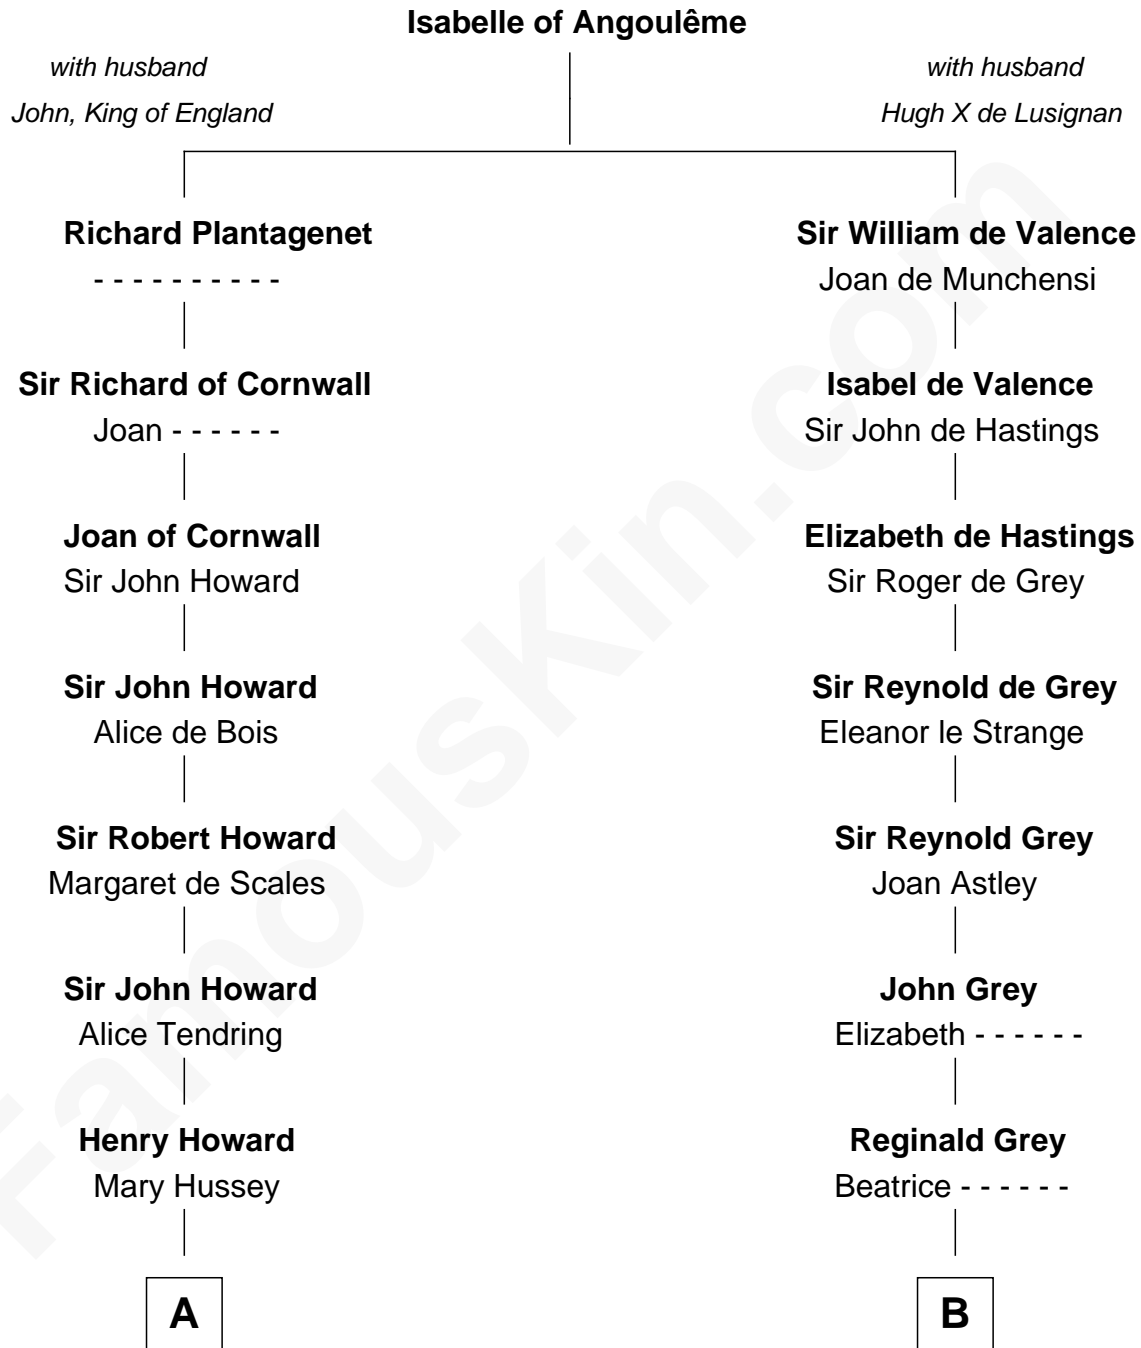 Isabelle of Angoulême
with husband
John, King of England
with husband
Hugh X de Lusignan
Richard Plantagenet
- - - - - - - - - -
Sir Richard of Cornwall
Joan - - - - - -
Joan of Cornwall
Sir John Howard
Sir John Howard
Alice de Bois
Sir Robert Howard
Margaret de Scales
Sir John Howard
Alice Tendring
Henry Howard
Mary Hussey
A
Sir William de Valence
Joan de Munchensi
Isabel de Valence
Sir John de Hastings
Elizabeth de Hastings
Sir Roger de Grey
Sir Reynold de Grey
Eleanor le Strange
Sir Reynold Grey
Joan Astley
John Grey
Elizabeth - - - - - -
Reginald Grey
Beatrice - - - - - -
B
FamousKin.com